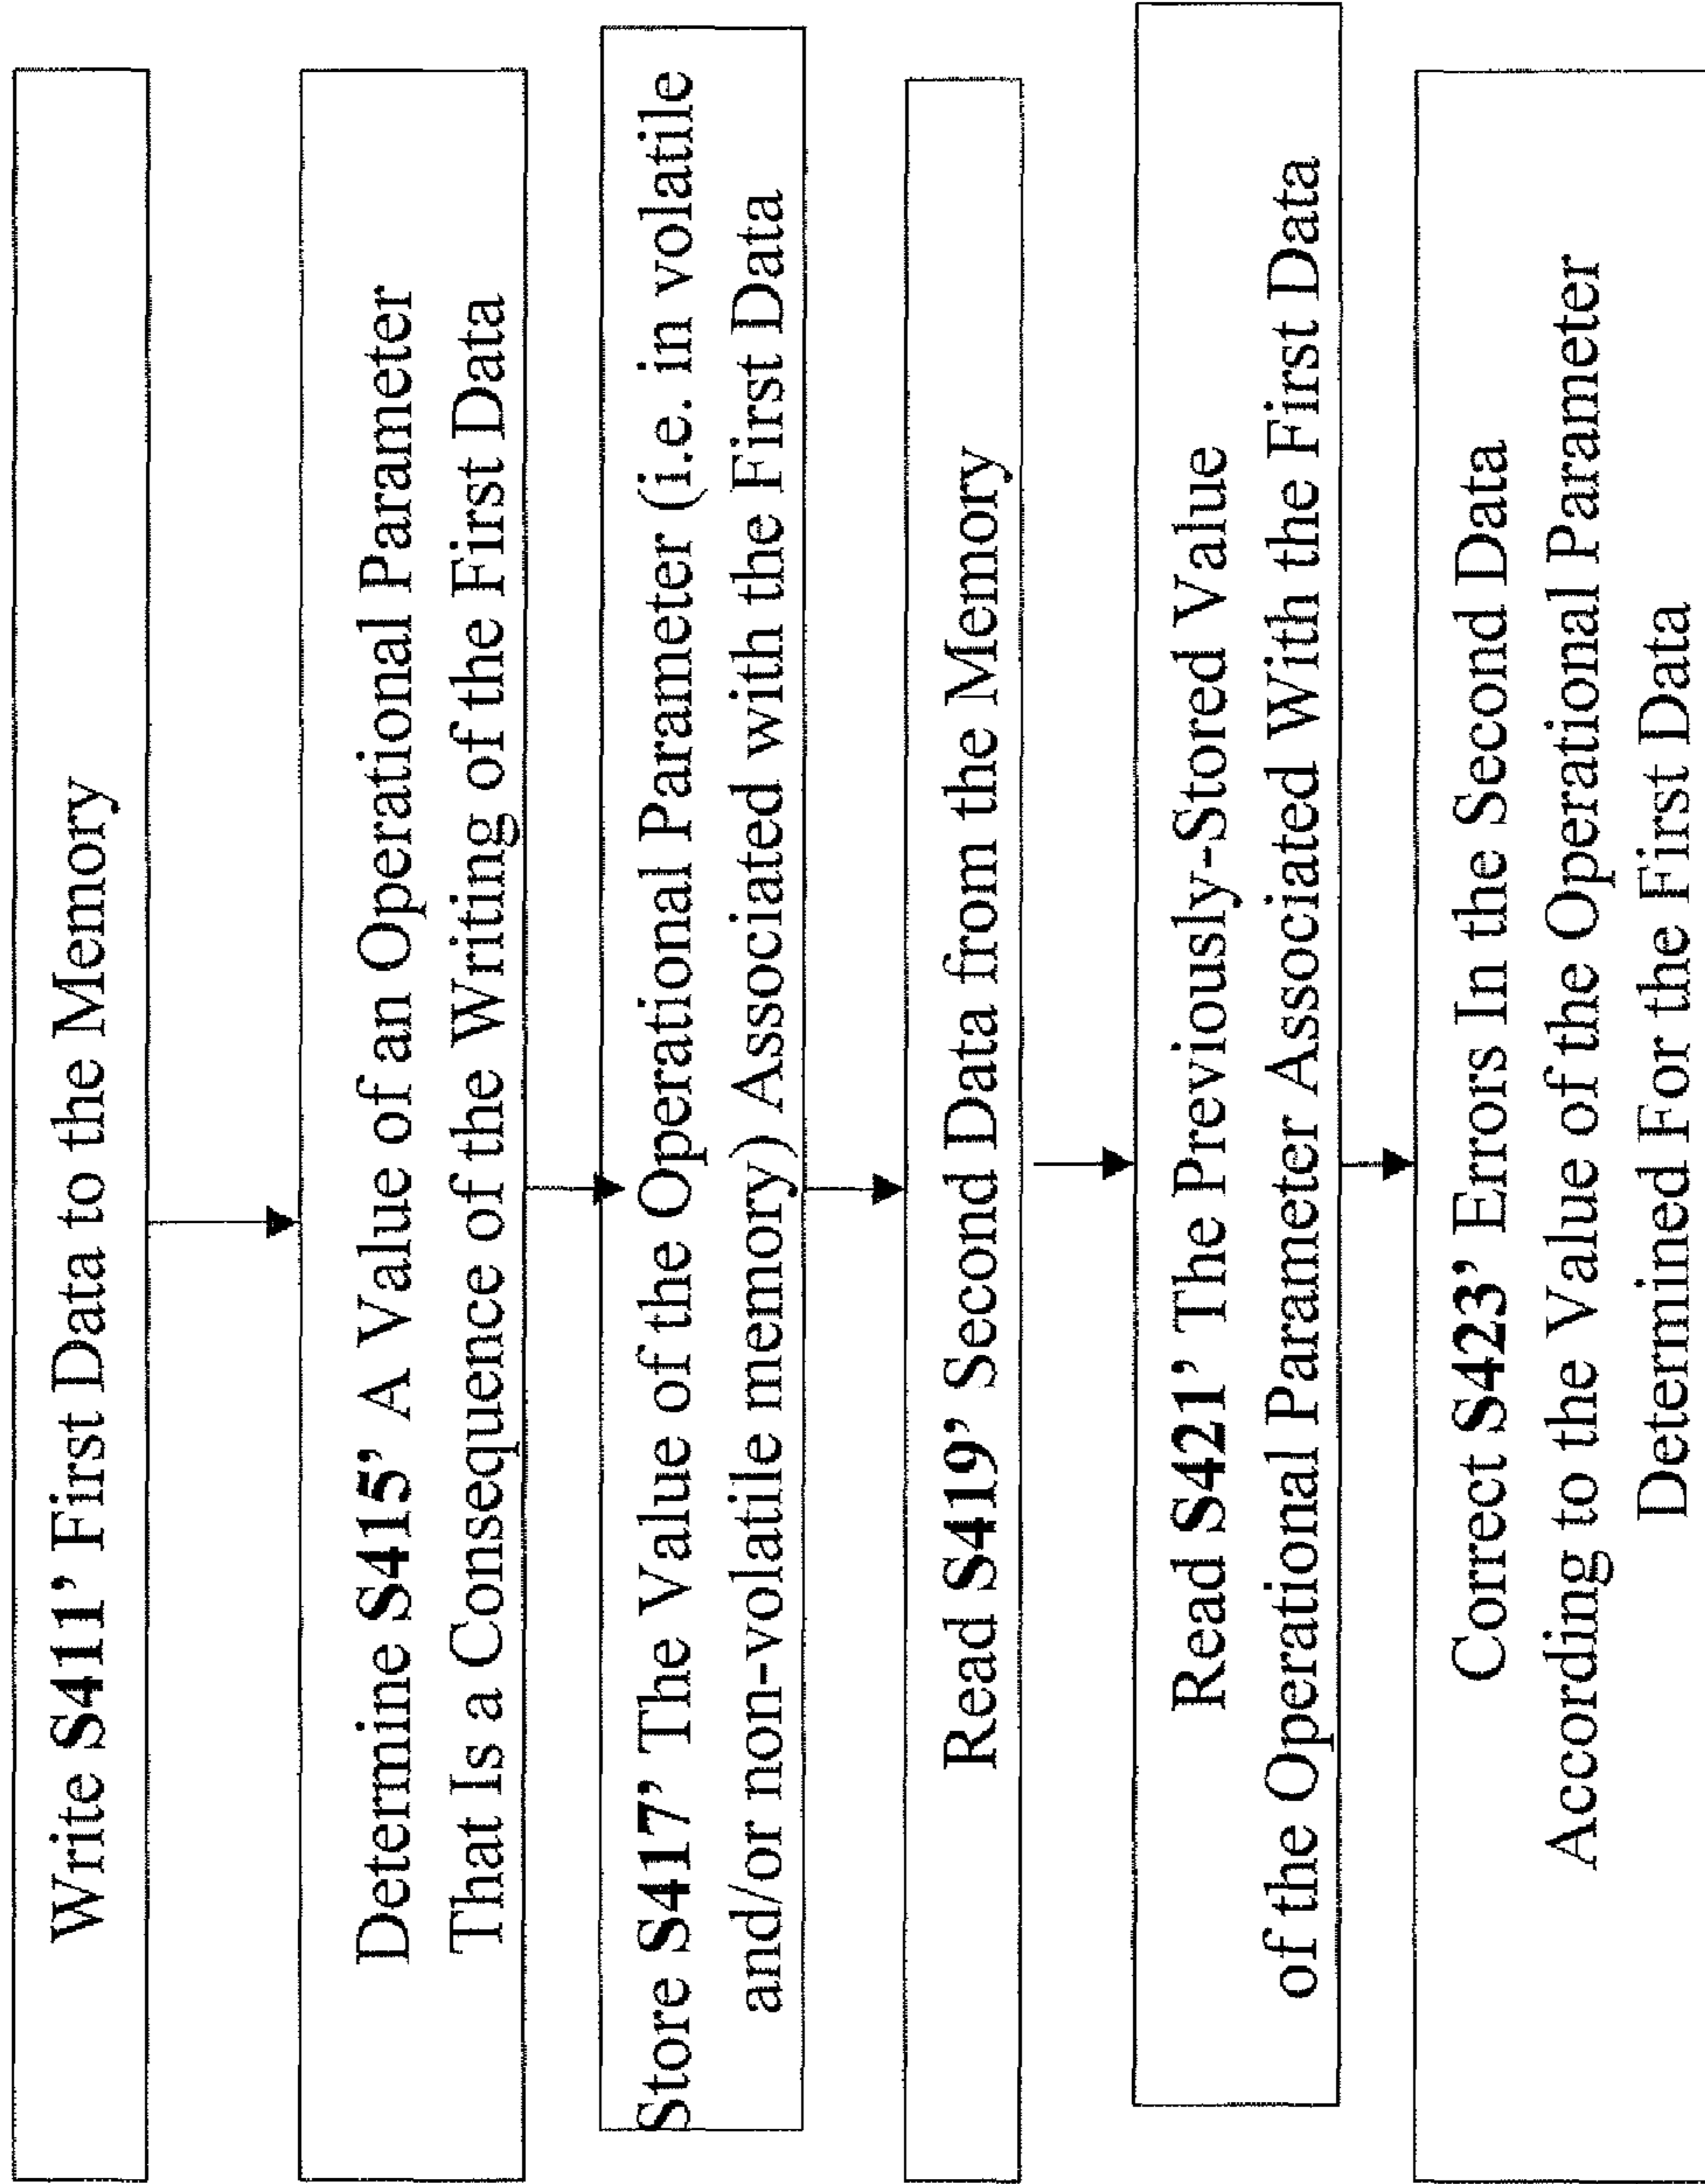 Write S411’ First Data to the Memory
Determine S415’ A Value of an Operational Parameter
That Is a Consequence of the Writing of the First Data
Store S417’ The Value of the Operational Parameter (i.e. in volatile
and/or non-volatile memory) Associated with the First Data
Read S419’ Second Data from the Memory
Read S421’ The Previously-Stored Value
of the Operational Parameter Associated With the First Data
Correct S423’ Errors In the Second Data
According to the Value of the Operational Parameter
Determined For the First Data